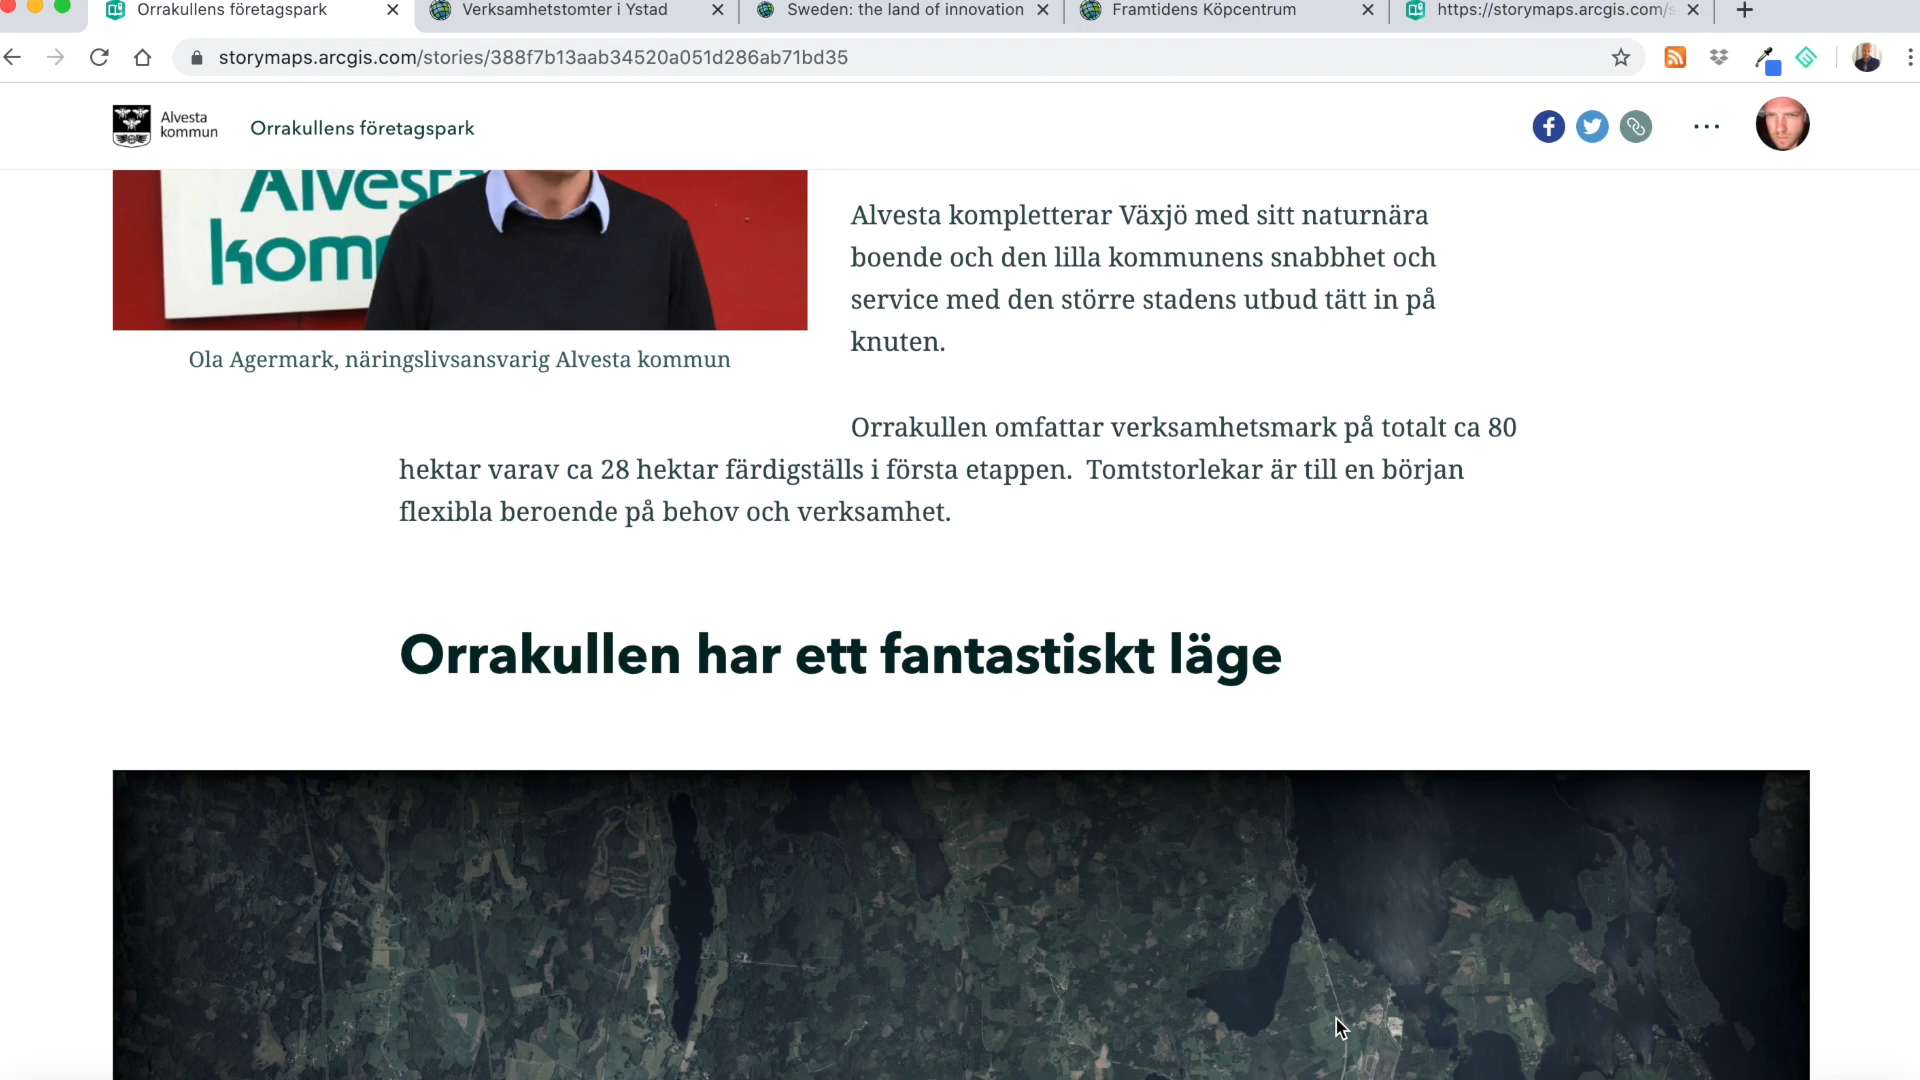 Orrakullens företagspark
Verksamhetstomter i Ystad
Sweden: the land of innovation
Framtidens Köpcentrum
https://storymaps.arcgis.com/s
storymaps.arcgis.com/stories/388f7b13aab34520a051d286ab71bd35
Alvesta
kommun
Orrakullens företagspark
Alvesta
kom
Alvesta kompletterar Växjö med sitt naturnära
boende och den lilla kommunens snabbhet och
service med den större stadens utbud tätt in på
knuten.
Ola Agermark, näringslivsansvarig Alvesta kommun
Orrakullen omfattar verksamhetsmark på totalt ca 80
hektar varav ca 28 hektar färdigställs i första etappen. Tomtstorlekar är till en början
flexibla beroende på behov och verksamhet.
Orrakullen har ett fantastiskt läge